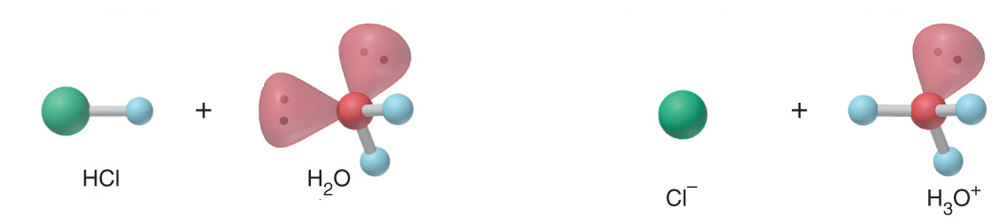 + +
HCl H₂O Cl⁻ H₃O⁺